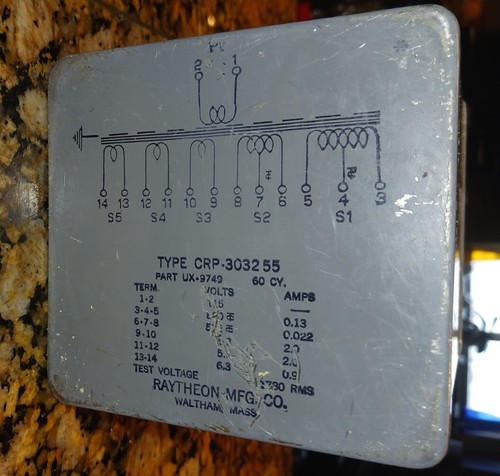 P1
2 1
14 13 12 11 10 9 8 7 6 5 4 3
S5 S4 S3 S2 S1
TYPE CRP-303255
PART UX-9749 60 CY.
TERM. VOLTS AMPS
1-2 —
3-4-5 0.13
6-7-8 0.022
9-10
11-12
13-14 6.3
TEST VOLTAGE RMS
RAYTHEON MFG. CO.
WALTHAM, MASS.